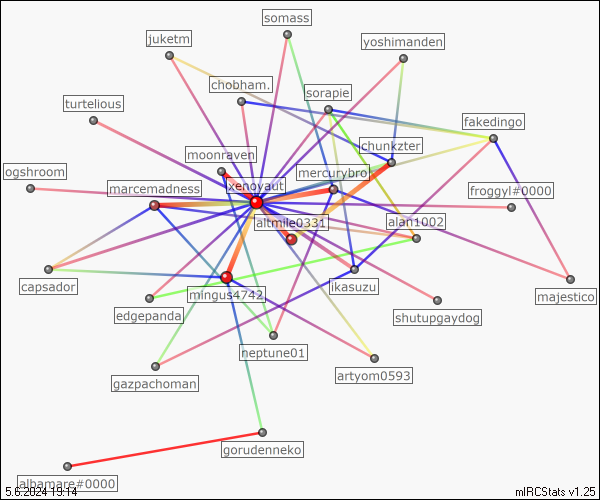 somass
juketm
yoshimanden
chobham.
sorapie
turtelious
fakedingo
chunkzter
moonraven
ogshroom
mercurybro
marcemadness
xenovaut
froggyl#0000
altmile0331
alan1002
capsador
ikasuzu
mingus4742
majestico
edgepanda
shutupgaydog
neptune01
artyom0593
gazpachoman
gorudenneko
albamare#0000
5.6.2024 19:14
mIRCStats v1.25